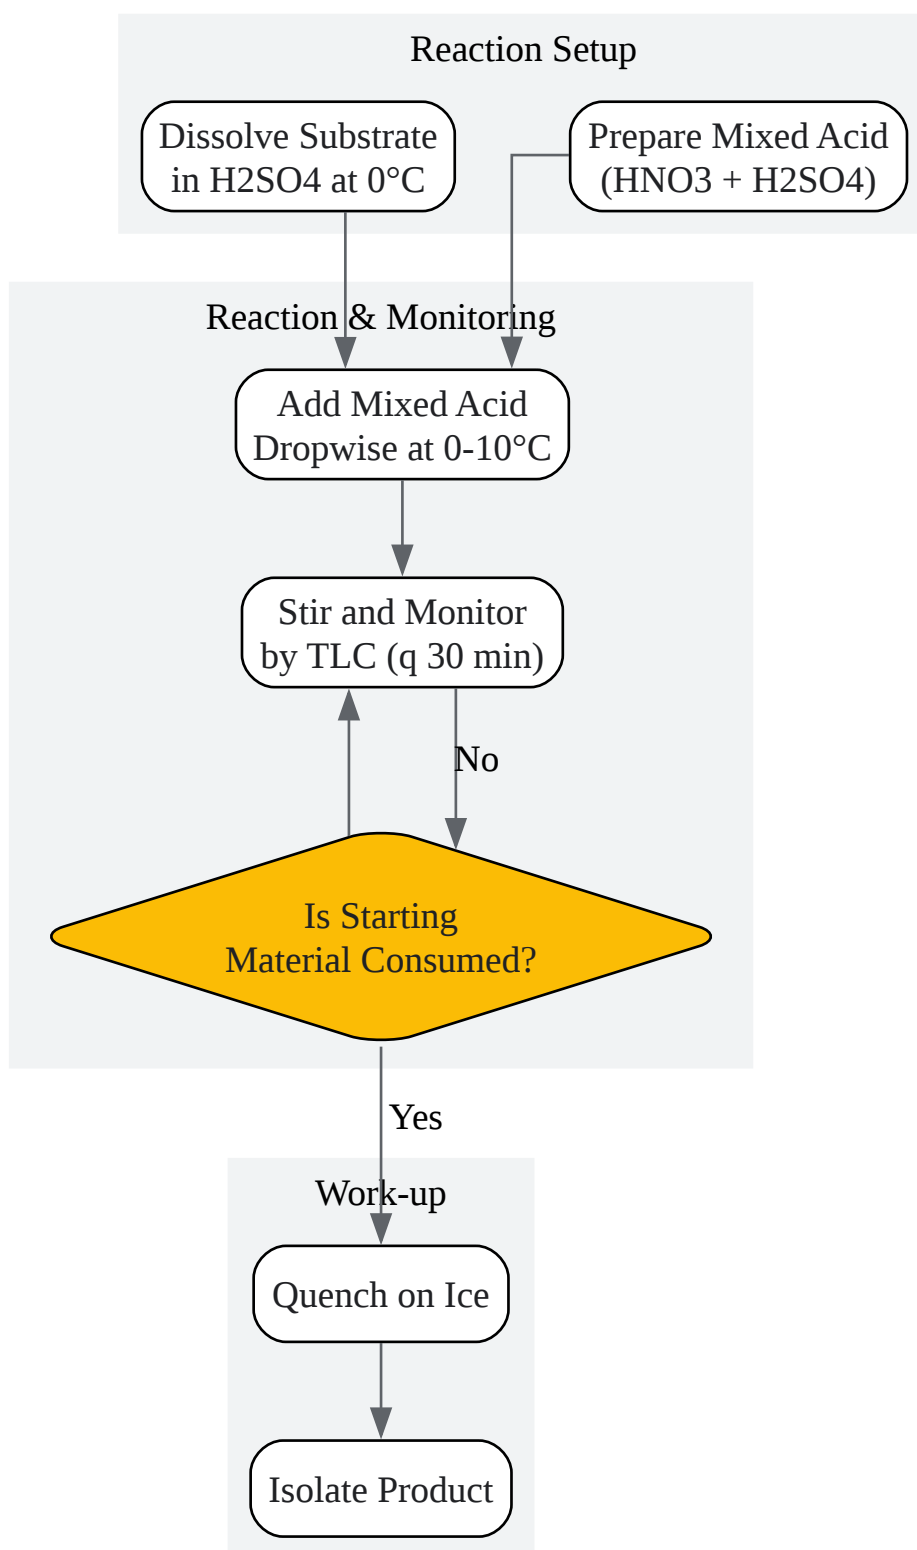 Reaction Setup
Dissolve Substrate
in H2SO4 at 0°C
Prepare Mixed Acid
(HNO3 + H2SO4)
Reaction & Monitoring
Add Mixed Acid
Dropwise at 0-10°C
Stir and Monitor
by TLC (q 30 min)
No
Is Starting
Material Consumed?
Yes
Work-up
Quench on Ice
Isolate Product